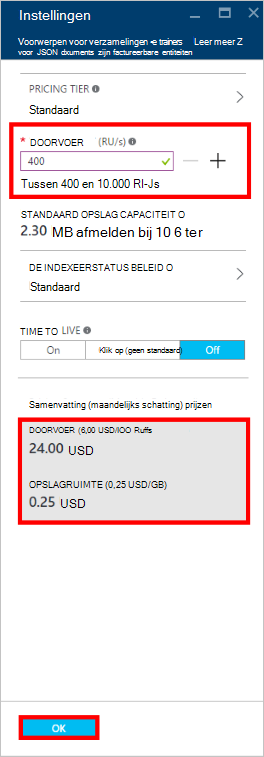 Instellingen
Voorwerpen voor verzamelingen •e trainers Leer meer Z
voor JSON dxuments zijn factureerbare entiteiten
PRICING TIER
Standaard
* DOORVOER (RU/s)
400
Tussen 400 en 10.000 RI-Js
STANDAARD OPSLAG CAPACITEIT O
2.30 MB afmelden bij 10 6 ter
DE INDEXEERSTATUS BELEID O
Standaard
TIME TO LIVE
On Klik op (geen standaard) Off
Samenvatting (maandelijks schatting) prijzen
DOORVOER (6,00 USD/IOO Ruffs
24.00 USD
OPSLAGRUIMTE (0,25 USD/GB)
0.25 USD
OK